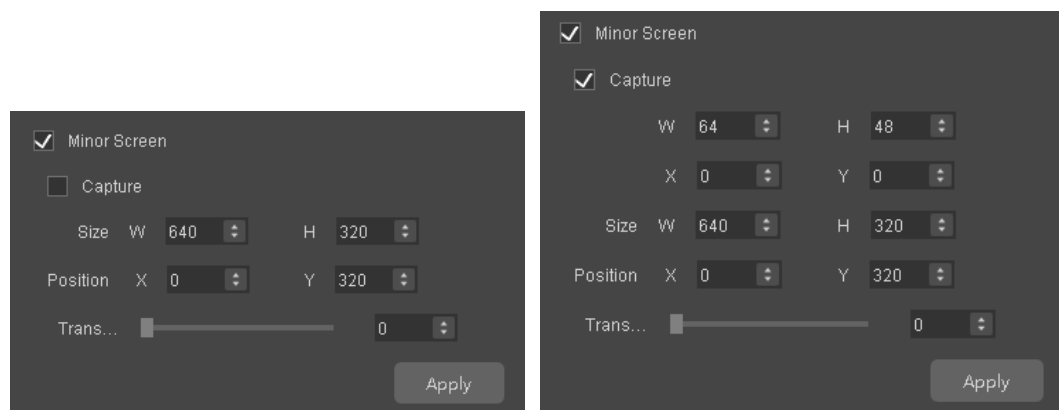 Minor Screen
Capture
Size W 640 H 320
Position X 0 Y 320
Trans... 0
Apply
Minor Screen
Capture
W 64 H 48
X 0 Y 0
Size W 640 H 320
Position X 0 Y 320
Trans... 0
Apply